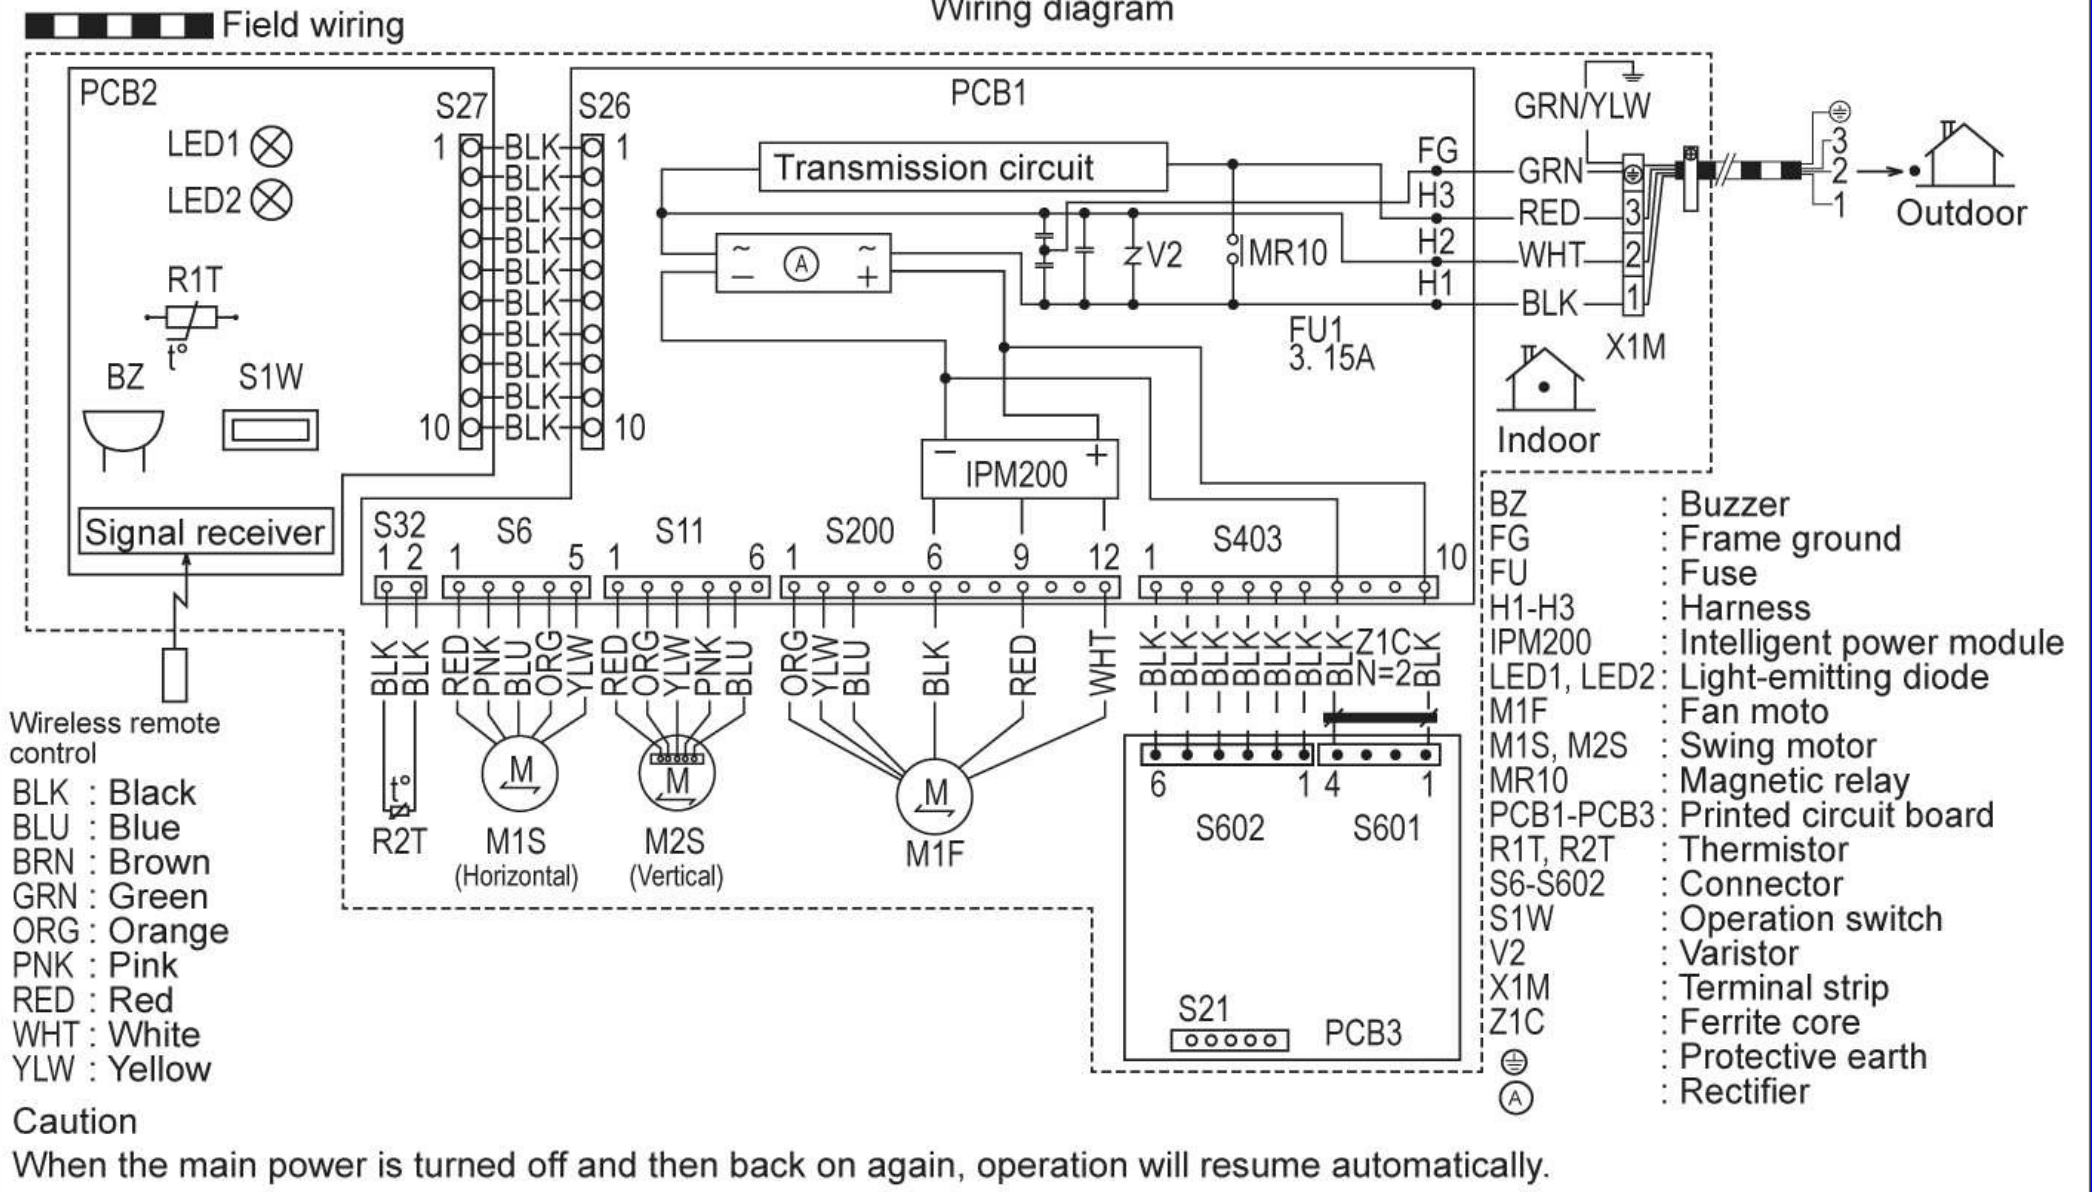 Wiring diagram
Field wiring
PCB2
S27
S26
PCB1
GRN/YLW
LED1
LED2
1 BLK 1
BLK
BLK
BLK
BLK
BLK
BLK
BLK
BLK
10 BLK 10
R1T
t°
BZ
S1W
Signal receiver
Transmission circuit
~ A ~
− +
V2
MR10
FG
H3
H2
H1
GRN
RED 3
WHT 2
BLK 1
X1M
3
2
1
Outdoor
FU1
3. 15A
Indoor
− +
IPM200
S32
1 2
S6
1 5
S11
1 6
S200
1 6 9 12
S403
1 10
BLK BLK
RED PNK BLU ORG YLW
RED ORG YLW PNK BLU
ORG YLW BLU BLK RED WHT
BLK BLK BLK BLK BLK BLK BLK Z1C BLK
N=2
t°
R2T
M
M1S
(Horizontal)
M
M2S
(Vertical)
M
M1F
6 1 4 1
S602 S601
S21
PCB3
Wireless remote
control
BLK : Black
BLU : Blue
BRN : Brown
GRN : Green
ORG : Orange
PNK : Pink
RED : Red
WHT : White
YLW : Yellow
BZ : Buzzer
FG : Frame ground
FU : Fuse
H1-H3 : Harness
IPM200 : Intelligent power module
LED1, LED2 : Light-emitting diode
M1F : Fan moto
M1S, M2S : Swing motor
MR10 : Magnetic relay
PCB1-PCB3 : Printed circuit board
R1T, R2T : Thermistor
S6-S602 : Connector
S1W : Operation switch
V2 : Varistor
X1M : Terminal strip
Z1C : Ferrite core
: Protective earth
A : Rectifier
Caution
When the main power is turned off and then back on again, operation will resume automatically.